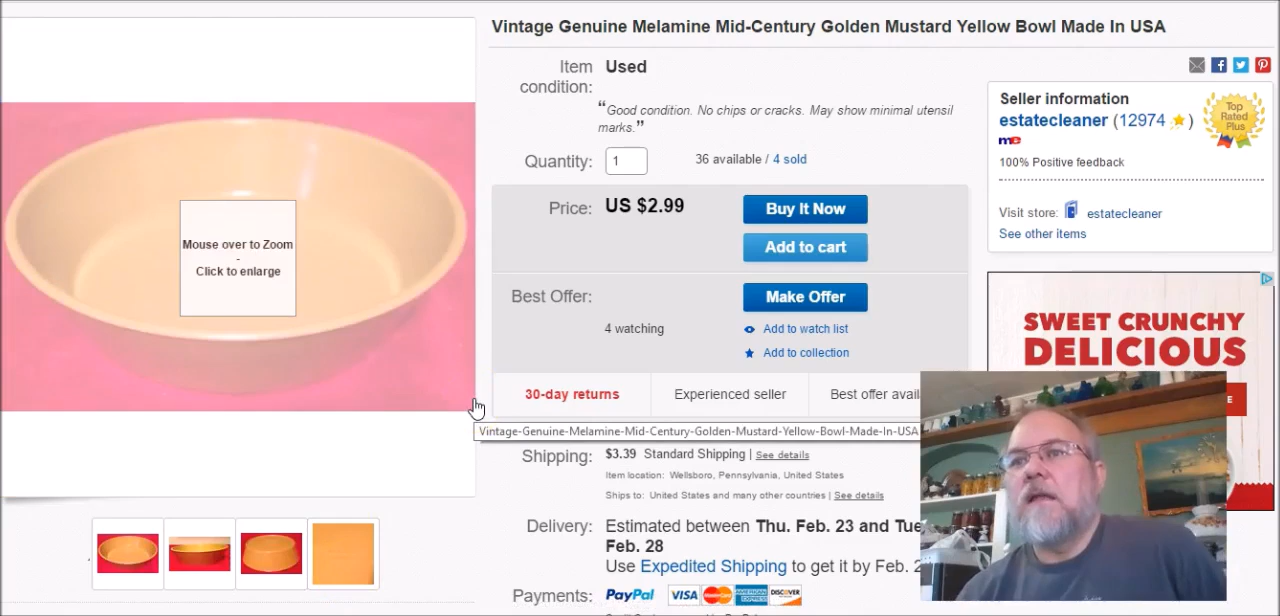 Vintage Genuine Melamine Mid-Century Golden Mustard Yellow Bowl Made In USA
Item condition: Used
“Good condition. No chips or cracks. May show minimal utensil
marks.”
Quantity: 1 36 available / 4 sold
Price: US $2.99 Buy It Now
Add to cart
Best Offer: Make Offer
4 watching Add to watch list
Add to collection
30-day returns Experienced seller Best offer avail
Vintage-Genuine-Melamine-Mid-Century-Golden-Mustard-Yellow-Bowl-Made-In-USA
Shipping: $3.39 Standard Shipping | See details
Item location: Wellsboro, Pennsylvania, United States
Ships to: United States and many other countries | See details
Delivery: Estimated between Thu. Feb. 23 and Tue
Feb. 28
Use Expedited Shipping to get it by Feb. 2
Payments: PayPal VISA MasterCard AMERICAN EXPRESS DISCOVER
Mouse over to Zoom
-
Click to enlarge
Seller information
estatecleaner (12974 )
me
100% Positive feedback
Visit store: estatecleaner
See other items
Top
Rated
Plus
SWEET CRUNCHY
DELICIOUS
E